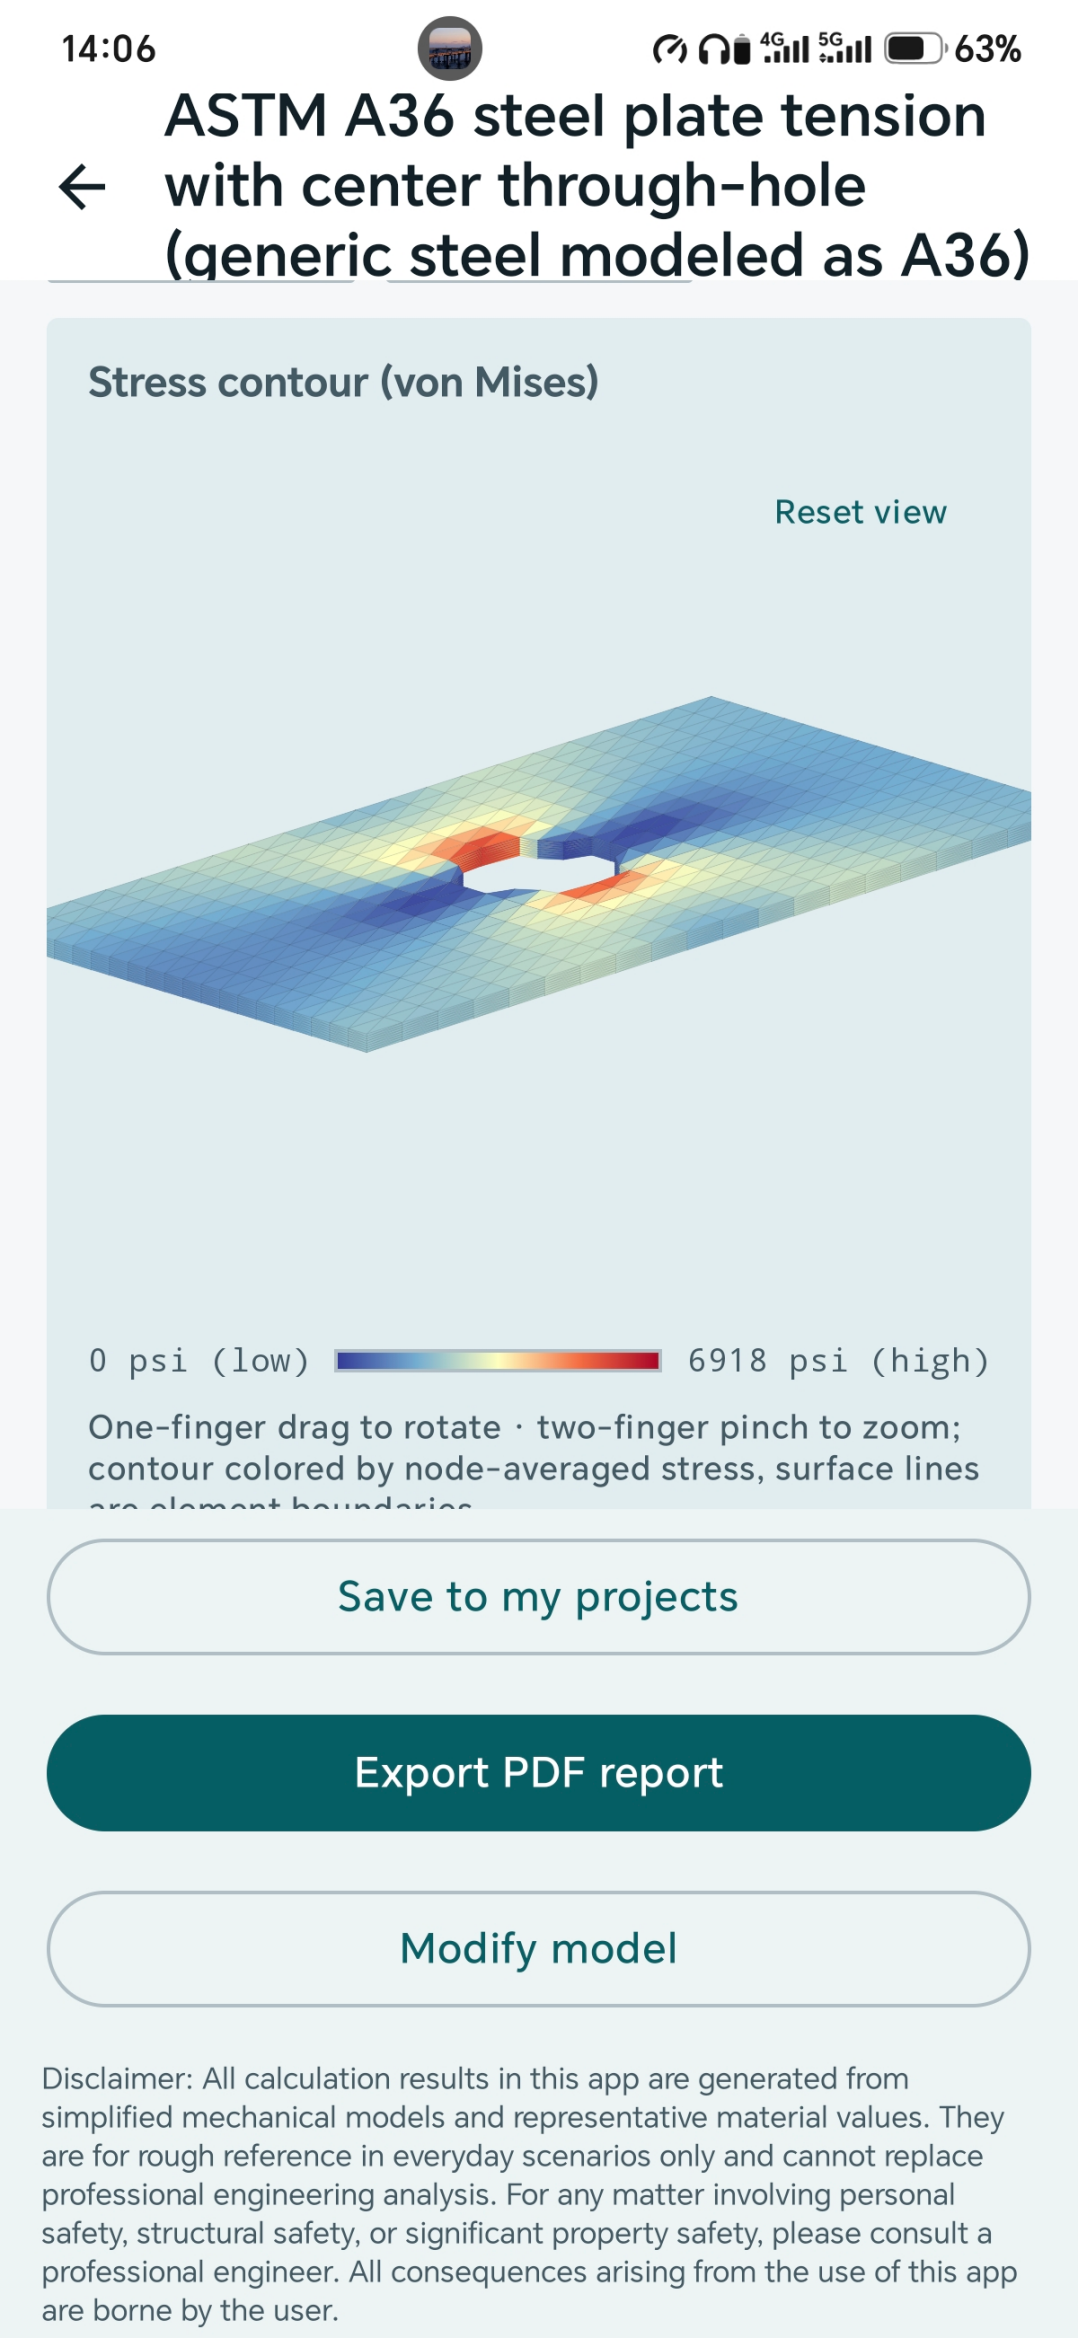 14:06
4G
5G
63%
ASTM A36 steel plate tension
with center through-hole
(generic steel modeled as A36)
Stress contour (von Mises)
Reset view
0 psi (low)
6918 psi (high)
One-finger drag to rotate · two-finger pinch to zoom;
contour colored by node-averaged stress, surface lines
are element boundaries
Save to my projects
Export PDF report
Modify model
Disclaimer: All calculation results in this app are generated from
simplified mechanical models and representative material values. They
are for rough reference in everyday scenarios only and cannot replace
professional engineering analysis. For any matter involving personal
safety, structural safety, or significant property safety, please consult a
professional engineer. All consequences arising from the use of this app
are borne by the user.